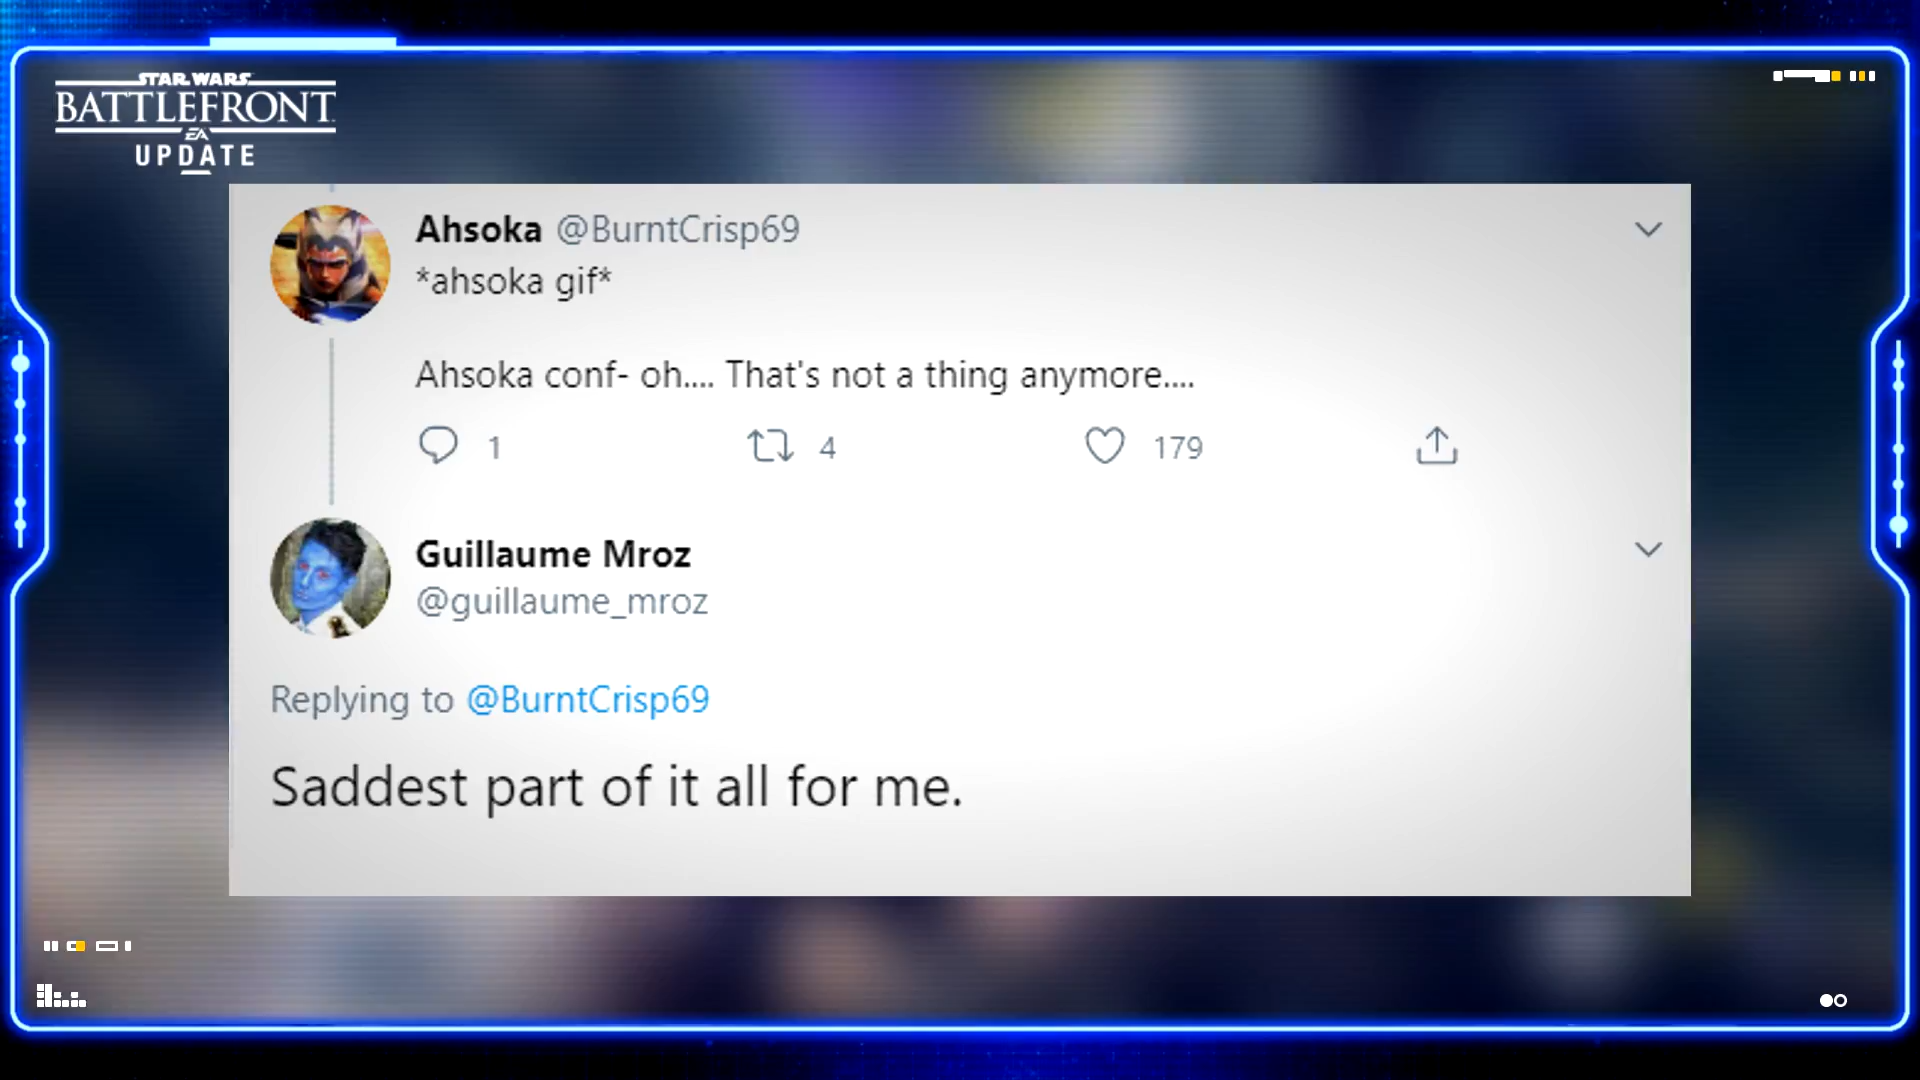 STAR WARS
BATTLEFRONT
EA
UPDATE
Ahsoka @BurntCrisp69
*ahsoka gif*
Ahsoka conf- oh.... That's not a thing anymore....
1 4 179
Guillaume Mroz
@guillaume_mroz
Replying to @BurntCrisp69
Saddest part of it all for me.